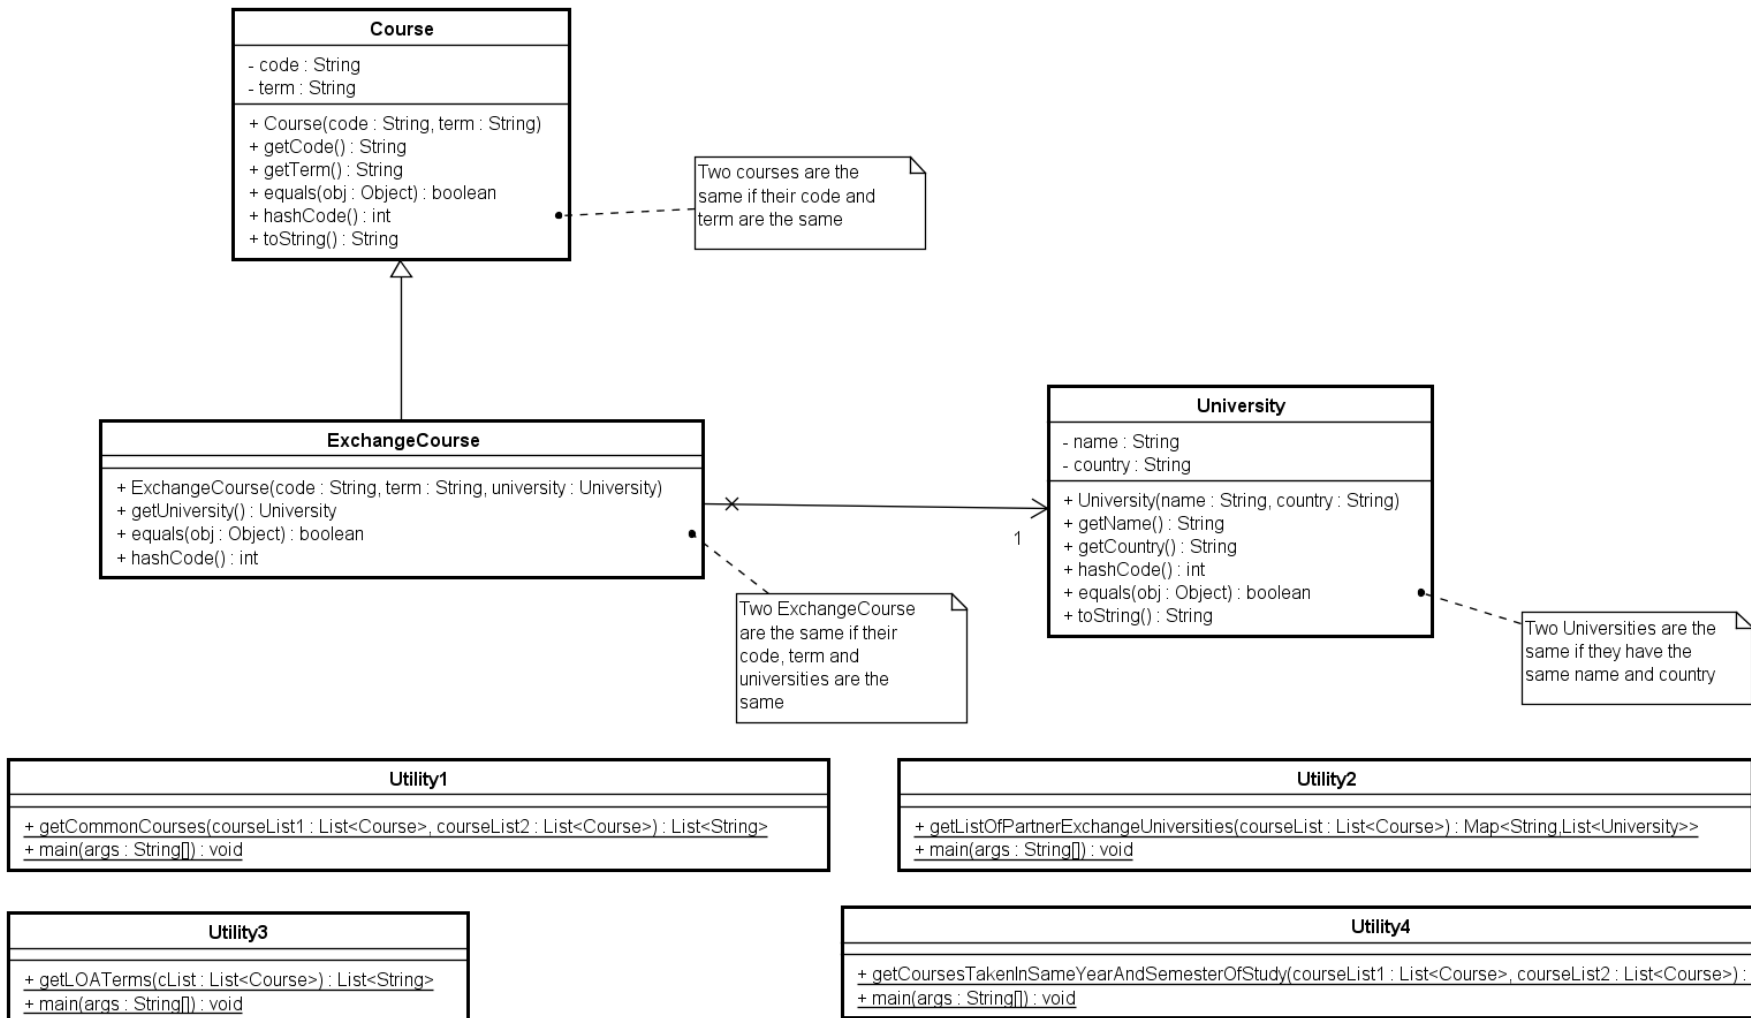 Course
- code : String
- term : String
+ Course(code : String, term : String)
+ getCode() : String
+ getTerm() : String
+ equals(obj : Object) : boolean
+ hashCode() : int
+ toString() : String
Two courses are the
same if their code and
term are the same
ExchangeCourse
+ ExchangeCourse(code : String, term : String, university : University)
+ getUniversity() : University
+ equals(obj : Object) : boolean
+ hashCode() : int
1
University
- name : String
- country : String
+ University(name : String, country : String)
+ getName() : String
+ getCountry() : String
+ hashCode() : int
+ equals(obj : Object) : boolean
+ toString() : String
Two ExchangeCourse
are the same if their
code, term and
universities are the
same
Two Universities are the
same if they have the
same name and country
Utility1
+ getCommonCourses(courseList1 : List<Course>, courseList2 : List<Course>) : List<String>
+ main(args : String[]) : void
Utility2
+ getListOfPartnerExchangeUniversities(courseList : List<Course>) : Map<String,List<University>>
+ main(args : String[]) : void
Utility3
+ getLOATerms(cList : List<Course>) : List<String>
+ main(args : String[]) : void
Utility4
+ getCoursesTakenInSameYearAndSemesterOfStudy(courseList1 : List<Course>, courseList2 : List<Course>) :
+ main(args : String[]) : void